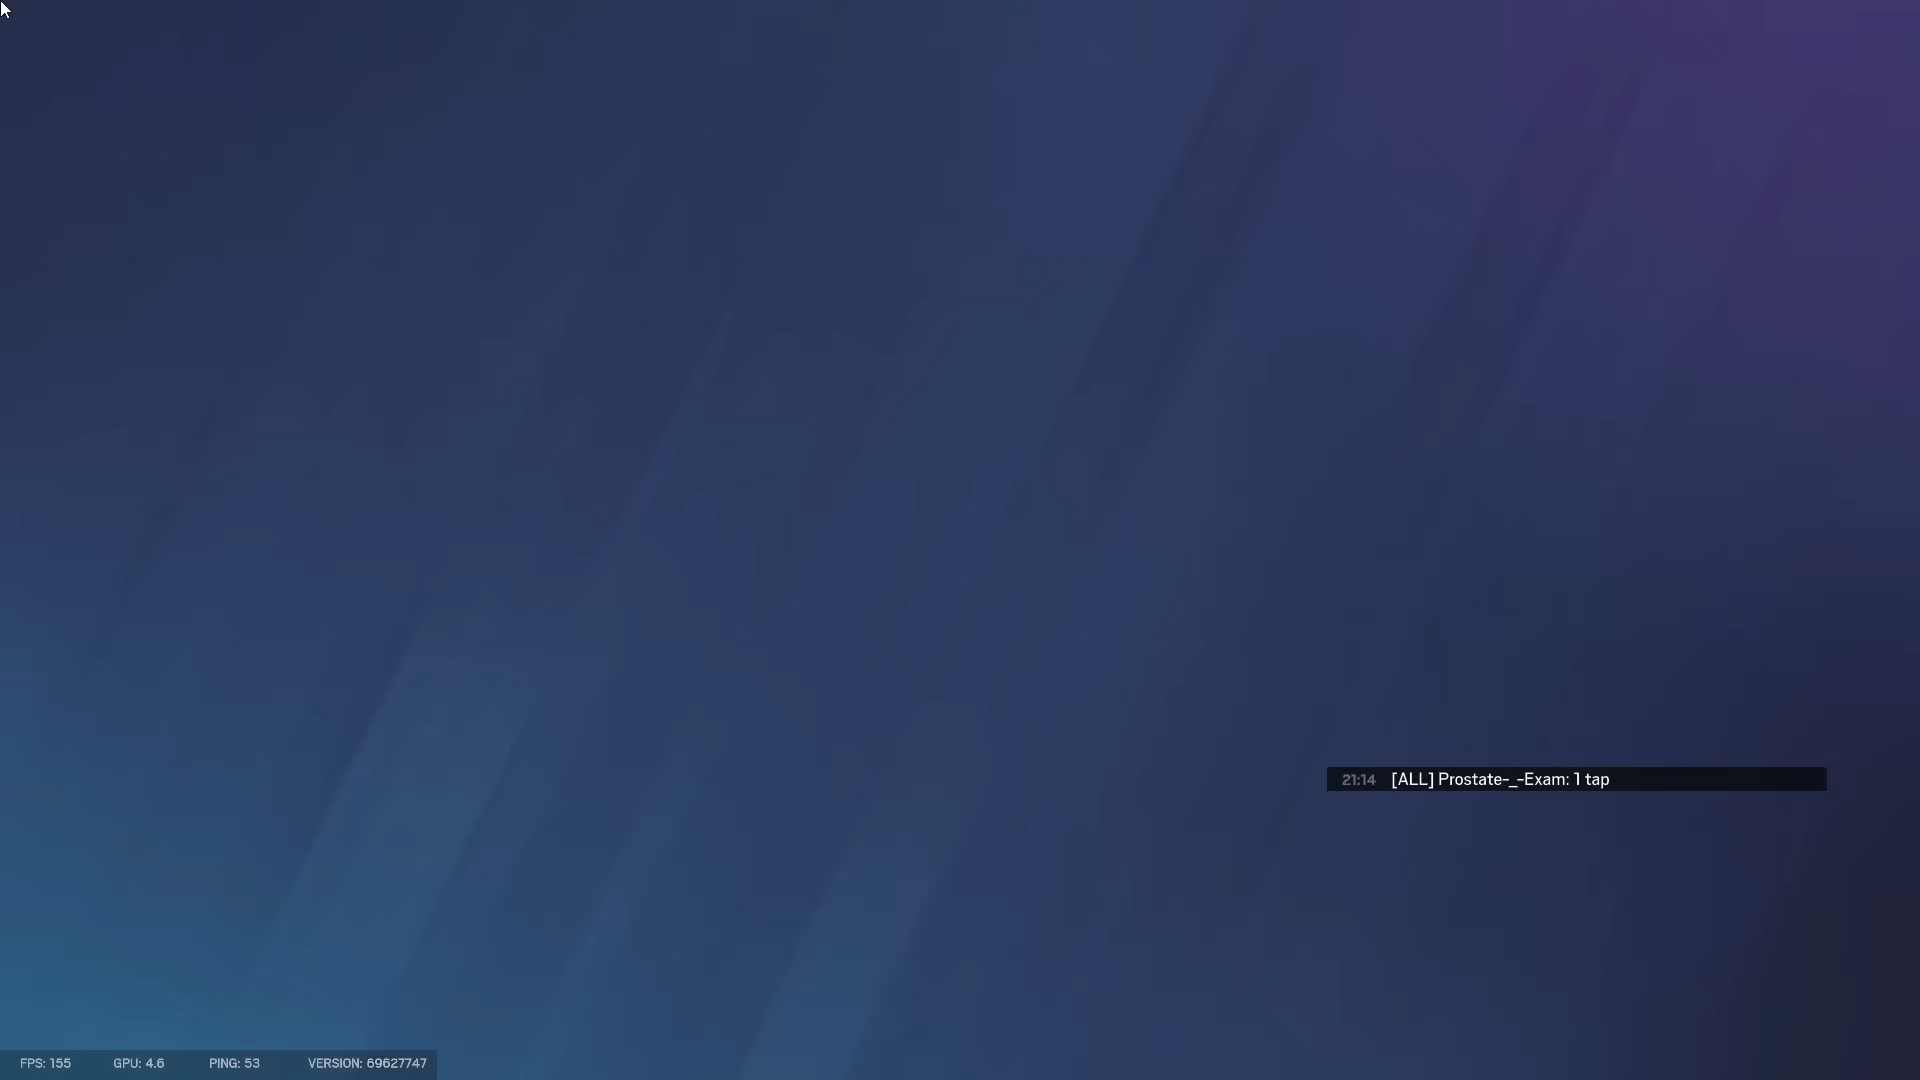 21:14 [ALL] Prostate-_-Exam: 1 tap
FPS: 155 GPU: 4.6 PING: 53 VERSION: 69627747